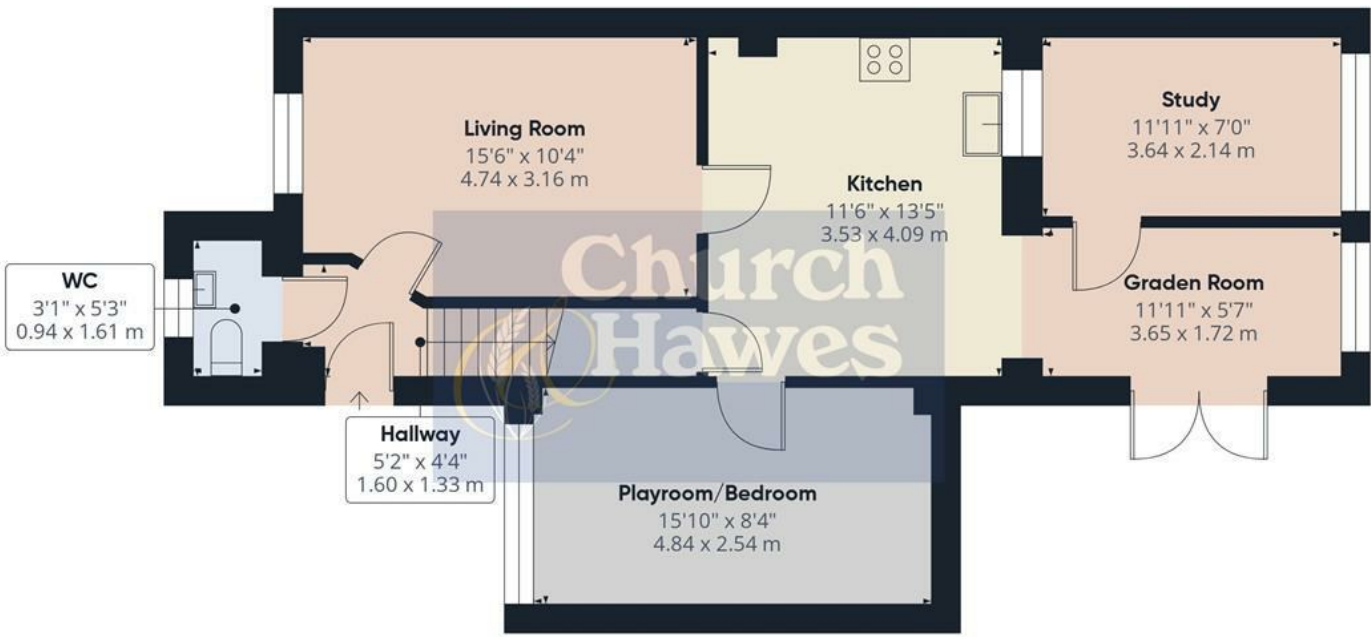 Living Room
15'6" x 10'4"
4.74 x 3.16 m
Kitchen
11'6" x 13'5"
3.53 x 4.09 m
Study
11'11" x 7'0"
3.64 x 2.14 m
WC
3'1" x 5'3"
0.94 x 1.61 m
Graden Room
11'11" x 5'7"
3.65 x 1.72 m
Church
& Hawes
Hallway
5'2" x 4'4"
1.60 x 1.33 m
Playroom/Bedroom
15'10" x 8'4"
4.84 x 2.54 m